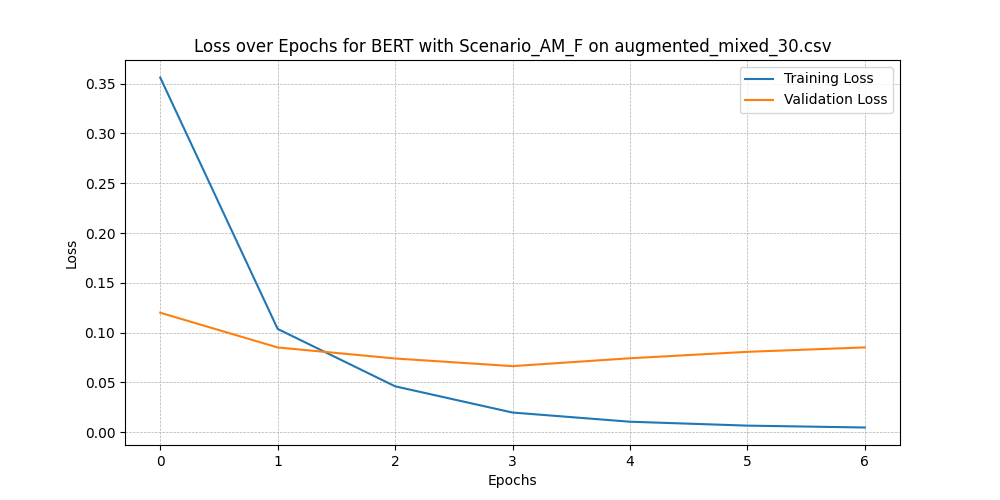 Loss over Epochs for BERT with Scenario_AM_F on augmented_mixed_30.csv
Training Loss
Validation Loss
0.35
0.30
0.25
0.20
0.15
0.10
0.05
0.00
Loss
0 1 2 3 4 5 6
Epochs